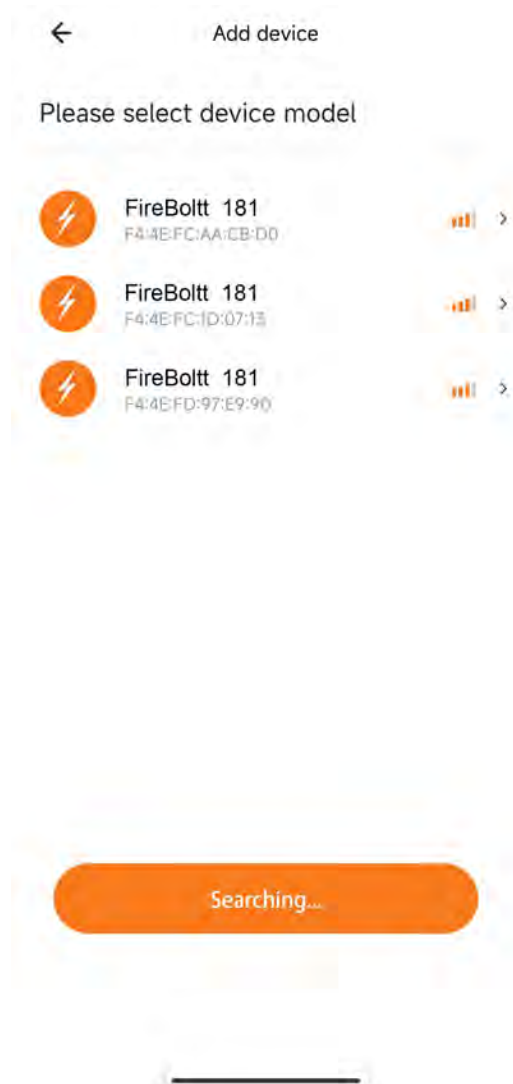 Add device
Please select device model
FireBoltt 181
F4:4E:FC:AA:CB:D0
FireBoltt 181
F4:4E:FC:1D:07:13
FireBoltt 181
F4:4E:FD:97:E9:90
Searching...